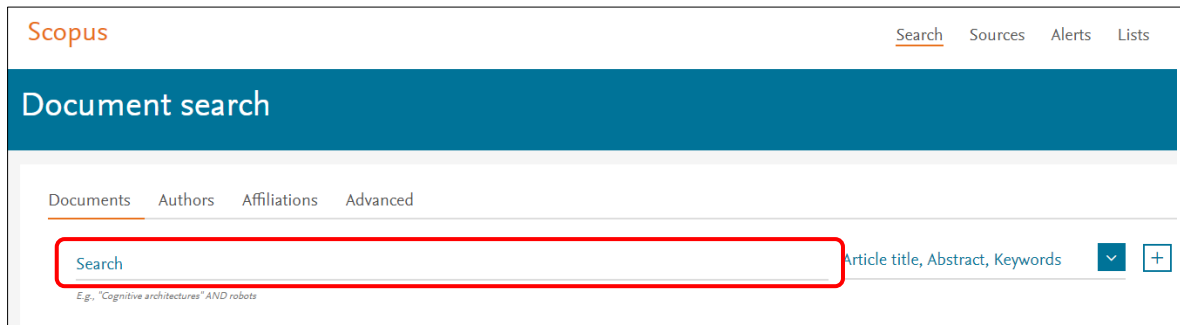 Scopus
Search Sources Alerts Lists
Document search
Documents Authors Affiliations Advanced
Search
Article title, Abstract, Keywords
E.g., "Cognitive architectures" AND robots